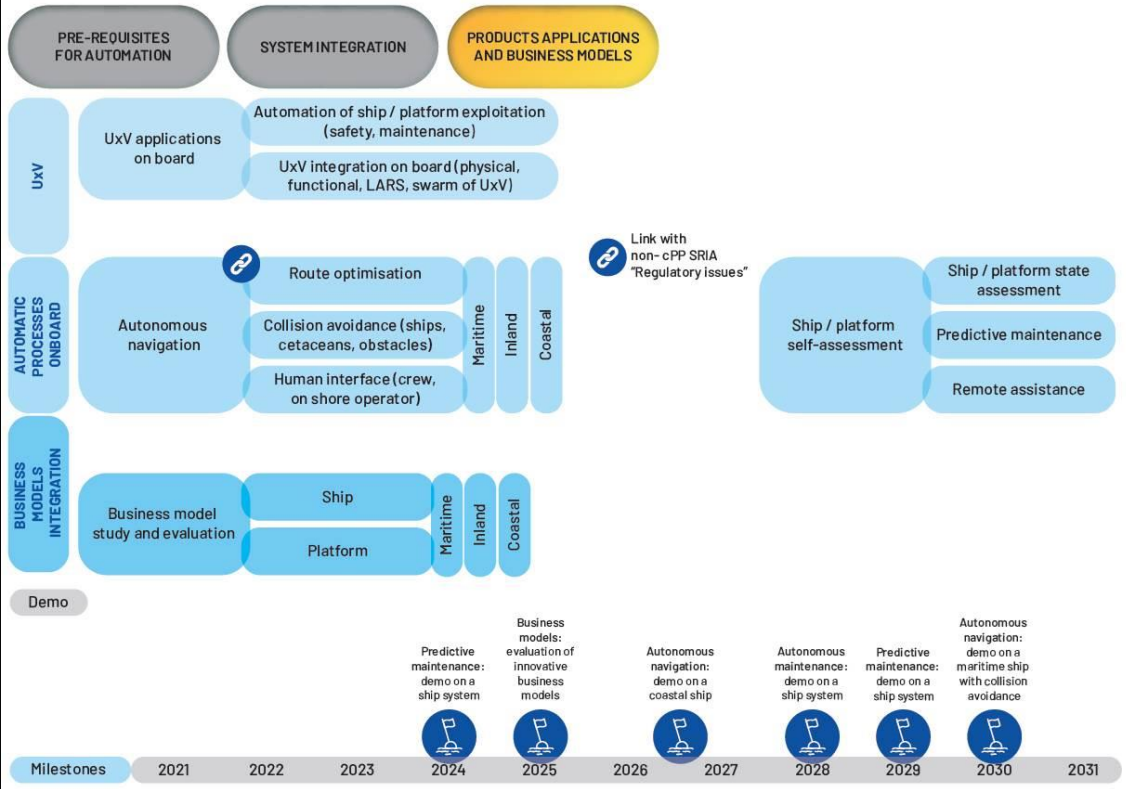 PRE-REQUISITES
FOR AUTOMATION
SYSTEM INTEGRATION
PRODUCTS APPLICATIONS
AND BUSINESS MODELS
UxV
UxV applications
on board
Automation of ship / platform exploitation
(safety, maintenance)
UxV integration on board (physical,
functional, LARS, swarm of UxV)
Link with
non- cPP SRIA
"Regulatory issues"
AUTOMATIC
PROCESSES
ONBOARD
Autonomous
navigation
Route optimisation
Collision avoidance (ships,
cetaceans, obstacles)
Human interface (crew,
on shore operator)
Maritime
Inland
Coastal
Ship / platform
self-assessment
Ship / platform state
assessment
Predictive maintenance
Remote assistance
BUSINESS
MODELS
INTEGRATION
Business model
study and evaluation
Ship
Platform
Maritime
Inland
Coastal
Demo
Predictive
maintenance:
demo on a
ship system
Business
models:
evaluation of
innovative
business
models
Autonomous
navigation:
demo on a
coastal ship
Autonomous
maintenance:
demo on a
ship system
Predictive
maintenance:
demo on a
ship system
Autonomous
navigation:
demo on a
maritime ship
with collision
avoidance
Milestones
2021
2022
2023
2024
2025
2026
2027
2028
2029
2030
2031